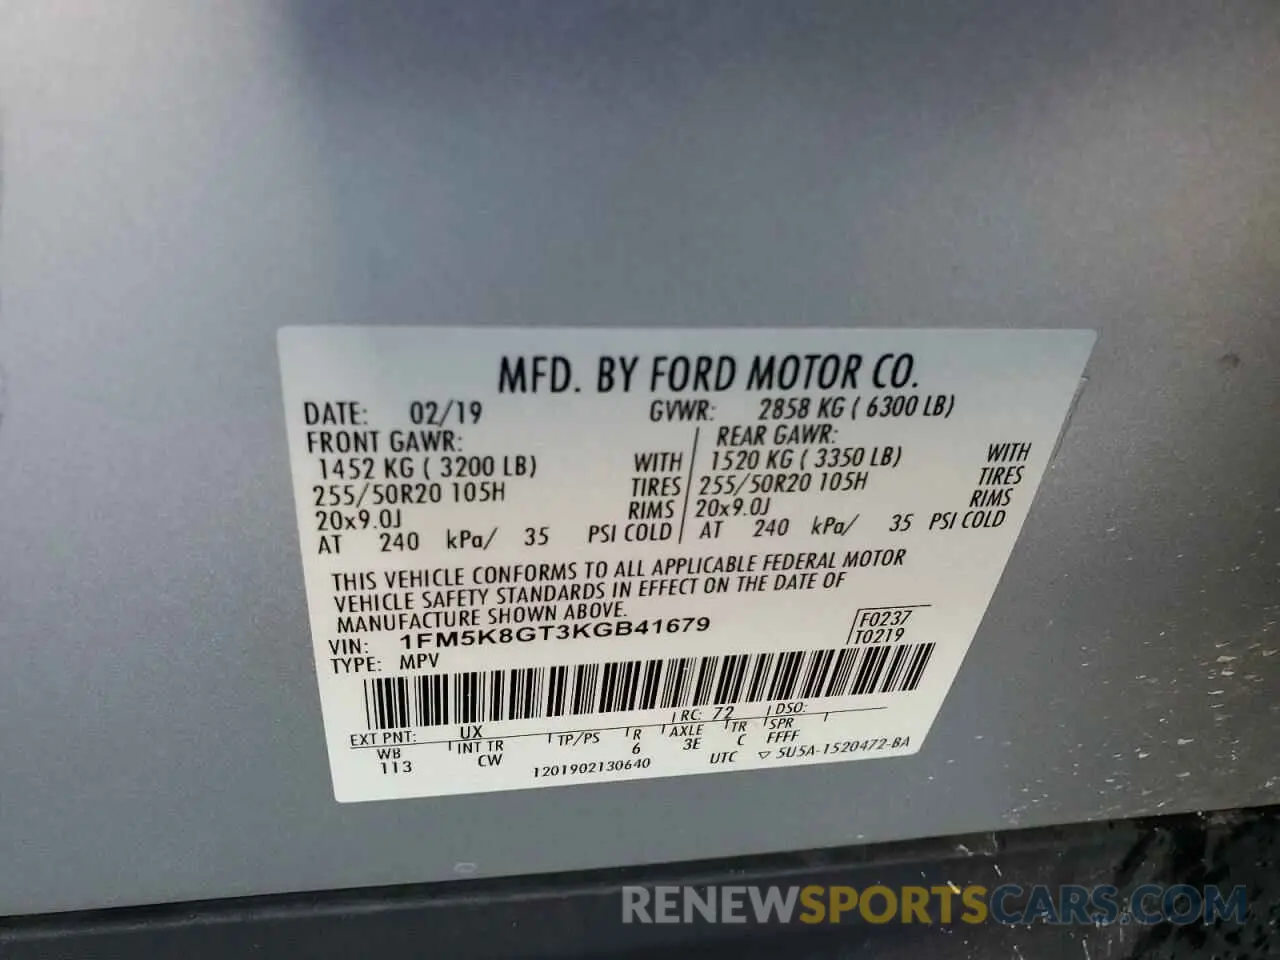 MFD. BY FORD MOTOR CO.
DATE: 02/19 GVWR: 2858 KG ( 6300 LB)
FRONT GAWR: REAR GAWR:
1452 KG ( 3200 LB) WITH 1520 KG ( 3350 LB) WITH
255/50R20 105H TIRES 255/50R20 105H TIRES
20x9.0J RIMS 20x9.0J RIMS
AT 240 kPa/ 35 PSI COLD AT 240 kPa/ 35 PSI COLD
THIS VEHICLE CONFORMS TO ALL APPLICABLE FEDERAL MOTOR
VEHICLE SAFETY STANDARDS IN EFFECT ON THE DATE OF
MANUFACTURE SHOWN ABOVE.
VIN: 1FM5K8GT3KGB41679 F0237
TYPE: MPV T0219
EXT PNT: UX RC: 72 DSO:
WB INT TR TP/PS R AXLE TR SPR
113 CW 6 3E C FFFF
1201902130640 UTC ▽ 5U5A-1520472-BA
RENEWSPORTSCARS.COM